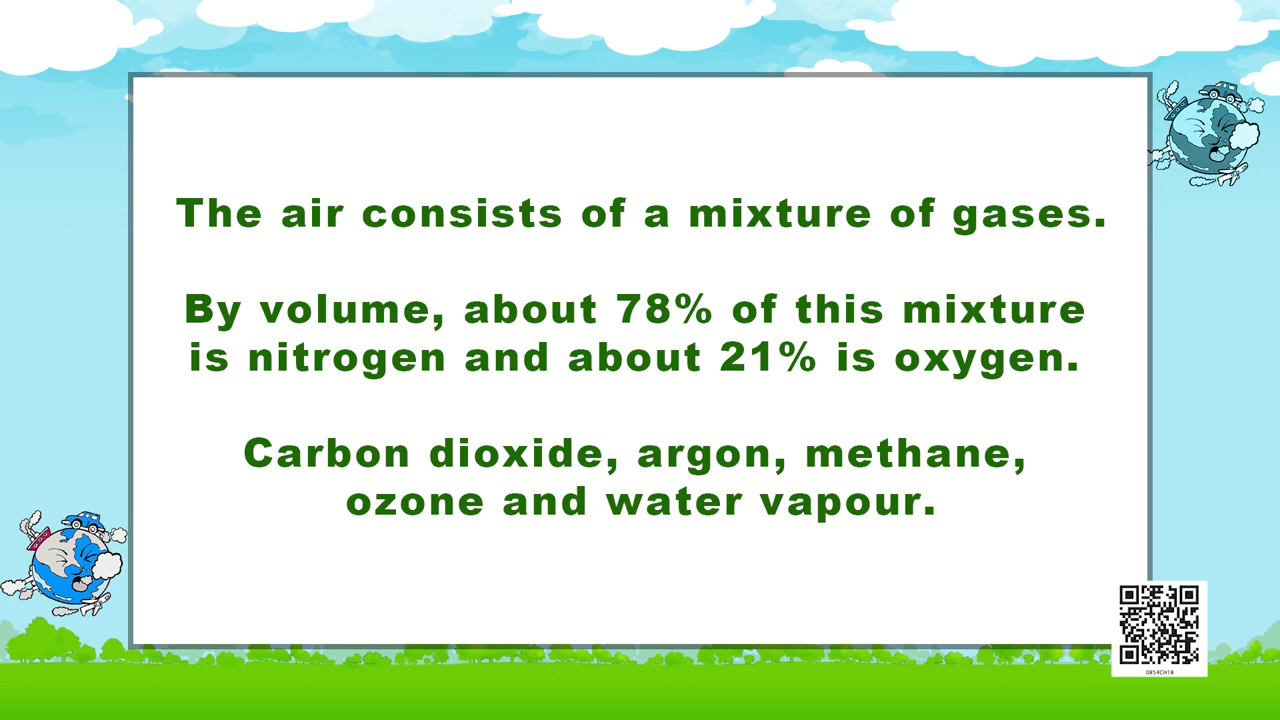 The air consists of a mixture of gases.
By volume, about 78% of this mixture
is nitrogen and about 21% is oxygen.
Carbon dioxide, argon, methane,
ozone and water vapour.
0854CH18